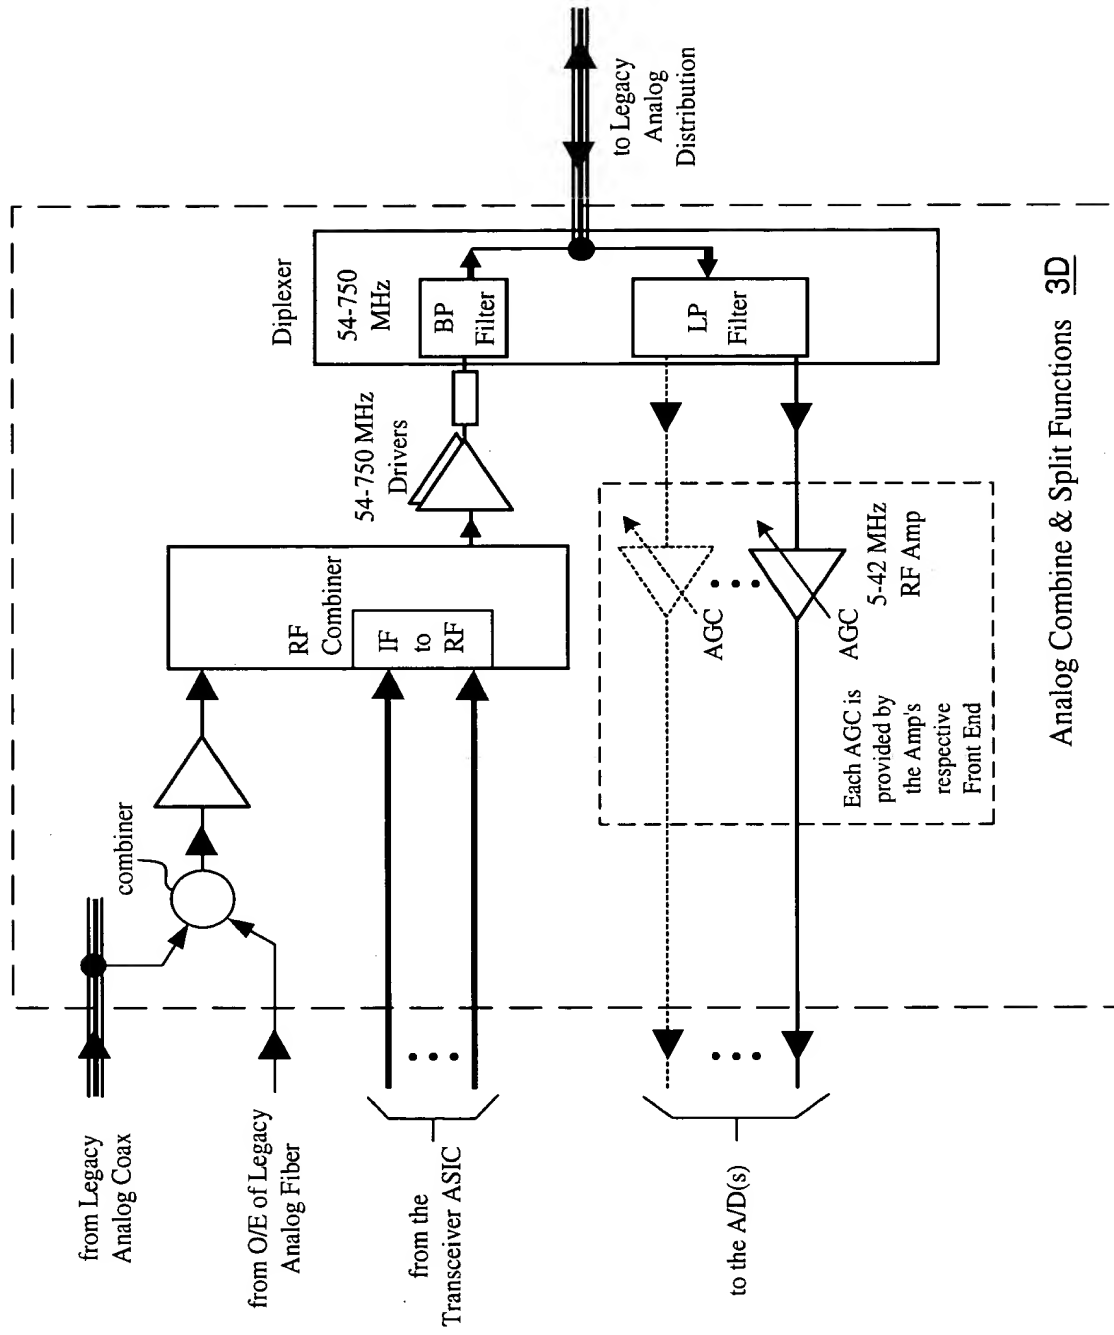 from Legacy
Analog Coax
from O/E of Legacy
Analog Fiber
from the
Transceiver ASIC
to the A/D(s)
combiner
RF
Combiner
IF
to
RF
54-750 MHz
Drivers
Diplexer
54-750
MHz
BP
Filter
LP
Filter
to Legacy
Analog
Distribution
AGC
AGC
5-42 MHz
RF Amp
Each AGC is
provided by
the Amp's
respective
Front End
Analog Combine & Split Functions 3D